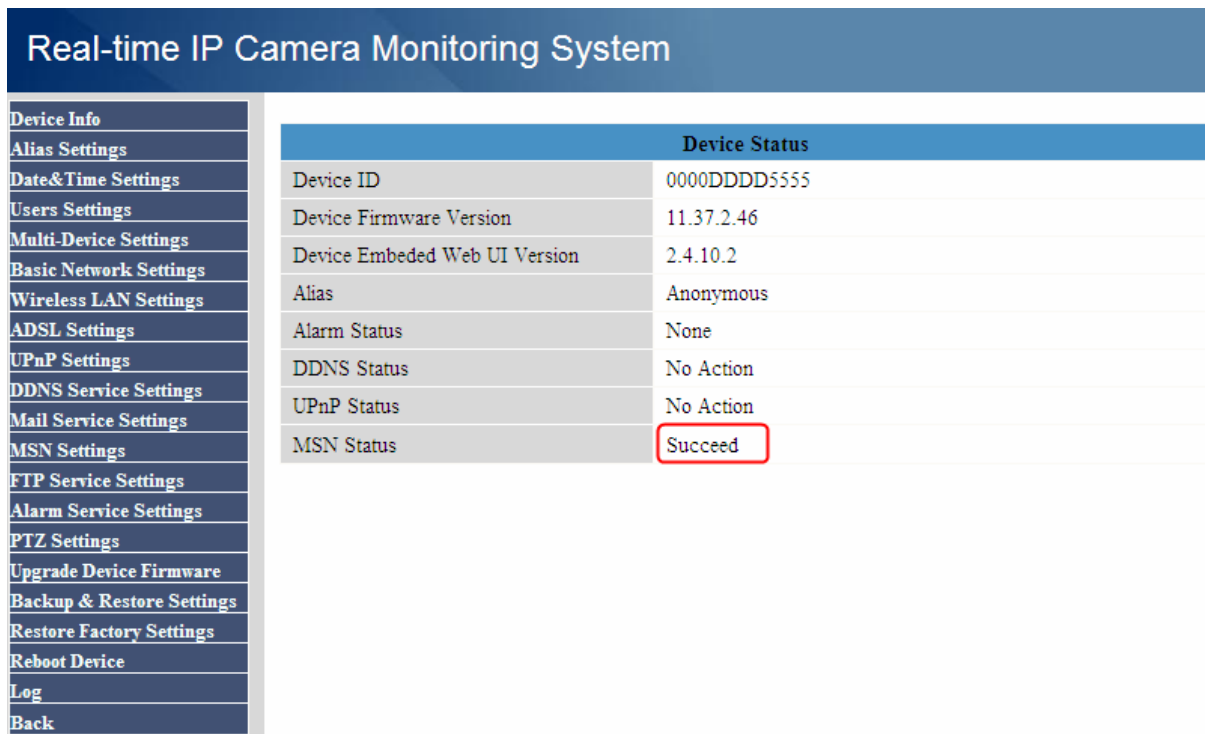 Real-time IP Camera Monitoring System
Device Info
Alias Settings
Date&Time Settings
Users Settings
Multi-Device Settings
Basic Network Settings
Wireless LAN Settings
ADSL Settings
UPnP Settings
DDNS Service Settings
Mail Service Settings
MSN Settings
FTP Service Settings
Alarm Service Settings
PTZ Settings
Upgrade Device Firmware
Backup & Restore Settings
Restore Factory Settings
Reboot Device
Log
Back
Device Status
Device ID 0000DDDD5555
Device Firmware Version 11.37.2.46
Device Embeded Web UI Version 2.4.10.2
Alias Anonymous
Alarm Status None
DDNS Status No Action
UPnP Status No Action
MSN Status Succeed